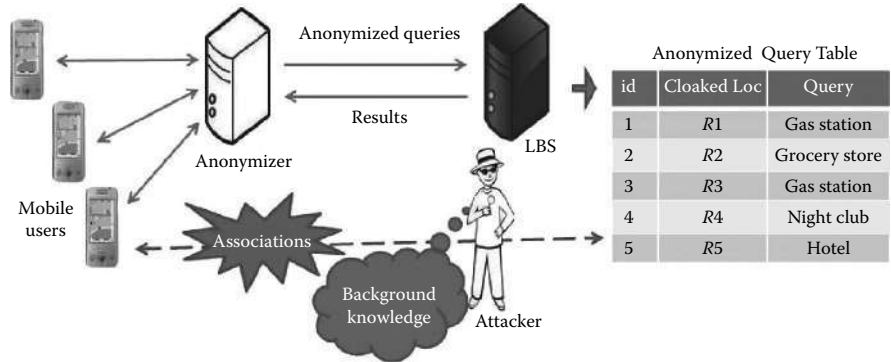 Anonymized queries
Results
Anonymizer
LBS
Mobile
users
Associations
Background
knowledge
Attacker
Anonymized Query Table
id Cloaked Loc Query
1 R1 Gas station
2 R2 Grocery store
3 R3 Gas station
4 R4 Night club
5 R5 Hotel